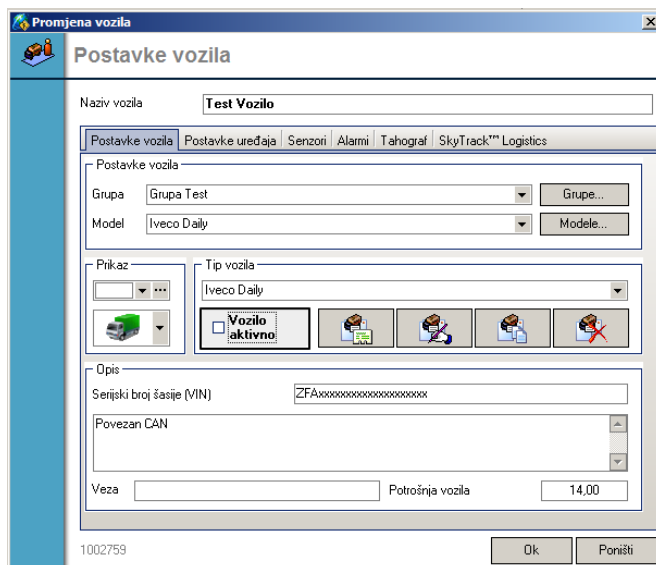 Promjena vozila
Postavke vozila
Naziv vozila Test Vozilo
Postavke vozila Postavke uređaja Senzori Alarmi Tahograf SkyTrack™ Logistics
Postavke vozila
Grupa Grupa Test Grupe...
Model Iveco Daily Modele...
Prikaz Tip vozila
Iveco Daily
Vozilo
aktivno
Opis
Serijski broj šasije (VIN) ZFAxxxxxxxxxxxxxxxxxxxx
Povezan CAN
Veza Potrošnja vozila 14,00
1002759 Ok Poništi